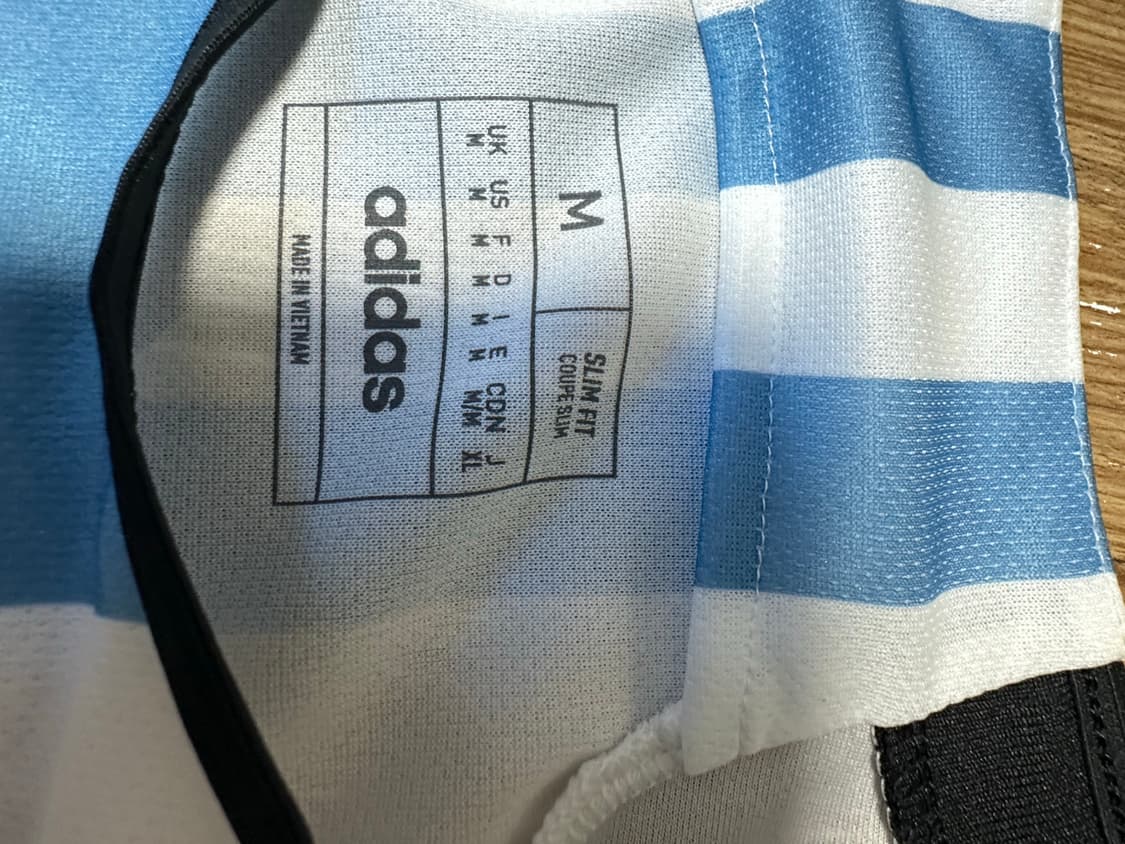 M
SLIM FIT
COUPE SLIM
UK US F D I E CDN J
M M M M M M M/M XL
adidas
MADE IN VIETNAM